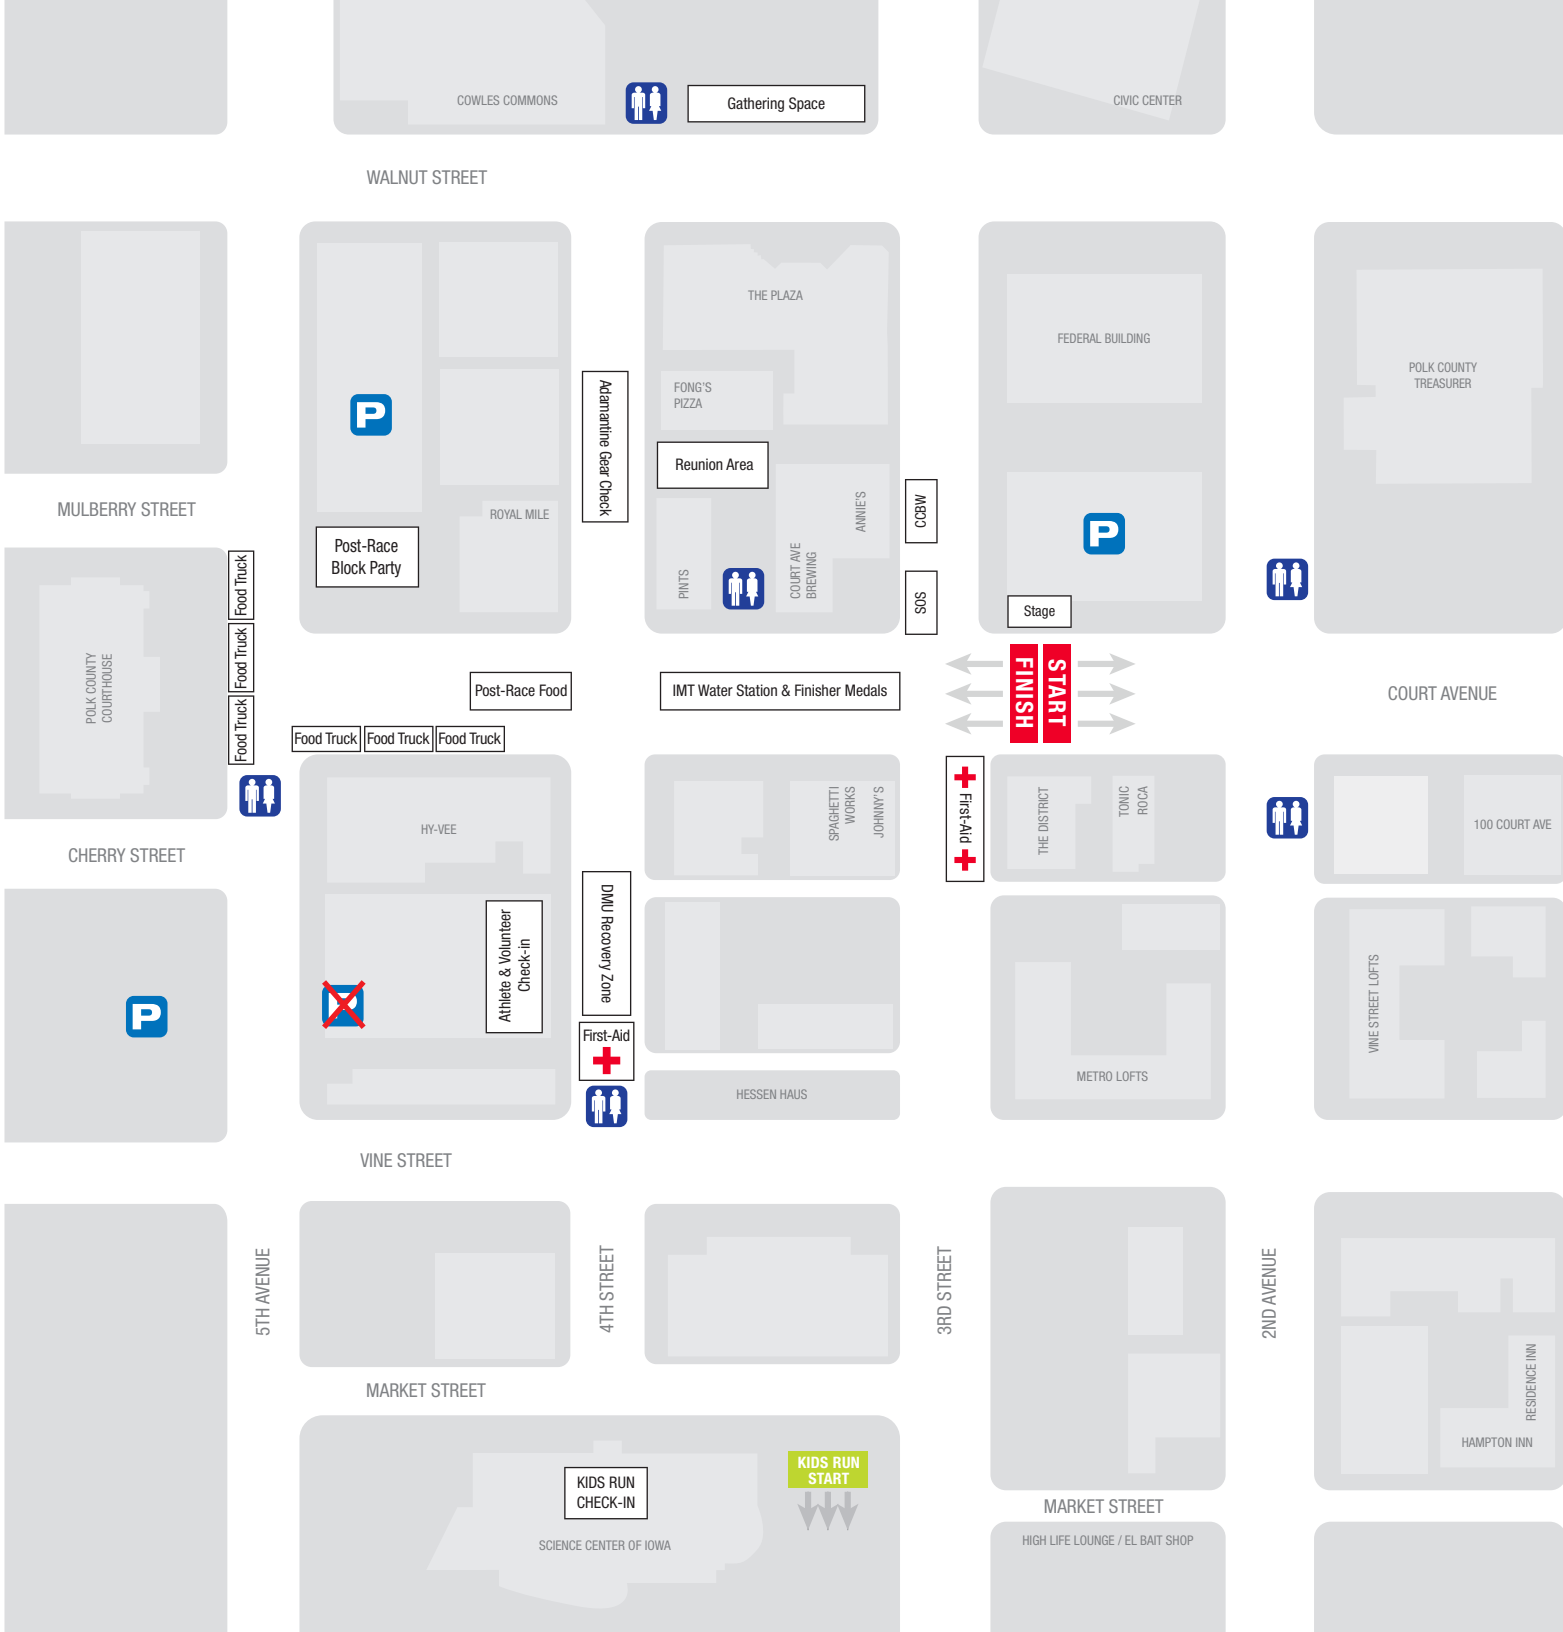 COWLES COMMONS
Gathering Space
CIVIC CENTER
WALNUT STREET
THE PLAZA
FEDERAL BUILDING
POLK COUNTY
TREASURER
FONG'S
PIZZA
P
Adamantine Gear Check
Reunion Area
MULBERRY STREET
ROYAL MILE
ANNIE'S
CCBW
P
Post-Race
Block Party
PINTS
COURT AVE
BREWING
SOS
Stage
Food Truck
Food Truck
Food Truck
POLK COUNTY
COURTHOUSE
Post-Race Food
IMT Water Station & Finisher Medals
FINISH
START
COURT AVENUE
Food Truck
Food Truck
Food Truck
HY-VEE
SPAGHETTI
WORKS
JOHNNY'S
First-Aid
THE DISTRICT
TONIC
ROCA
100 COURT AVE
CHERRY STREET
Athlete & Volunteer
Check-in
DMU Recovery Zone
P
P
First-Aid
VINE STREET LOFTS
METRO LOFTS
HESSEN HAUS
VINE STREET
5TH AVENUE
4TH STREET
3RD STREET
2ND AVENUE
RESIDENCE INN
HAMPTON INN
MARKET STREET
KIDS RUN
START
KIDS RUN
CHECK-IN
SCIENCE CENTER OF IOWA
MARKET STREET
HIGH LIFE LOUNGE / EL BAIT SHOP